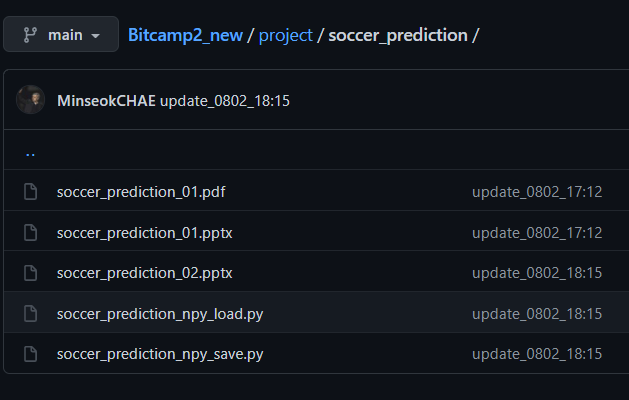 main Bitcamp2_new / project / soccer_prediction /
MinseokCHAE update_0802_18:15
..
soccer_prediction_01.pdf update_0802_17:12
soccer_prediction_01.pptx update_0802_17:12
soccer_prediction_02.pptx update_0802_18:15
soccer_prediction_npy_load.py update_0802_18:15
soccer_prediction_npy_save.py update_0802_18:15